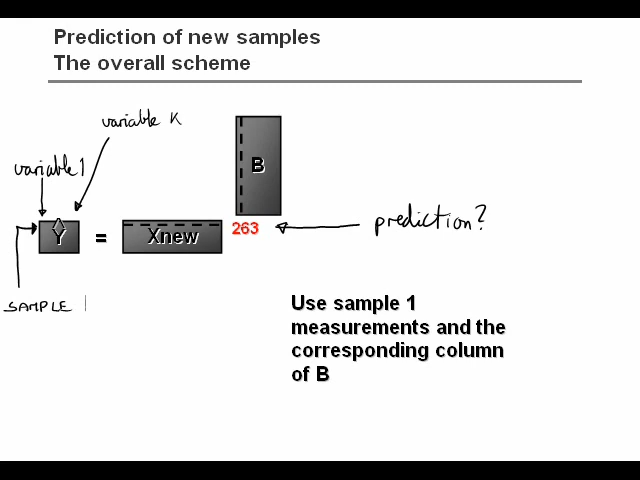 Prediction of new samples
The overall scheme
variable K
variable 1
B
Ŷ
=
Xnew
263
prediction?
SAMPLE 1
Use sample 1
measurements and the
corresponding column
of B